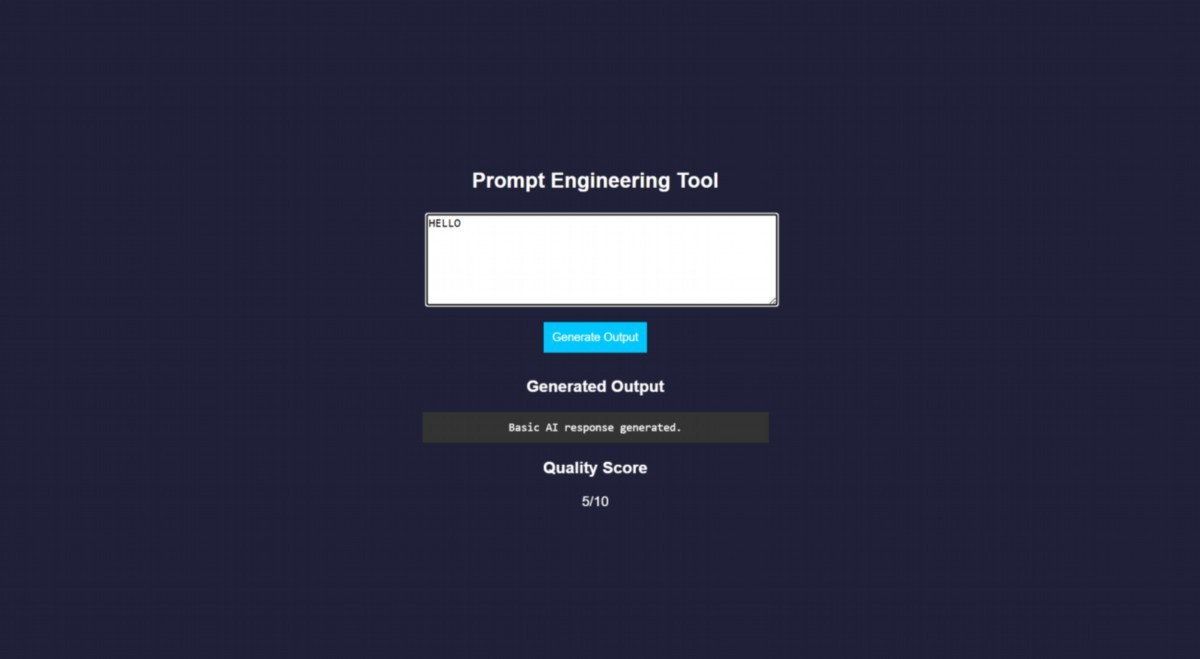 Prompt Engineering Tool
HELLO
Generate Output
Generated Output
Basic AI response generated.
Quality Score
5/10